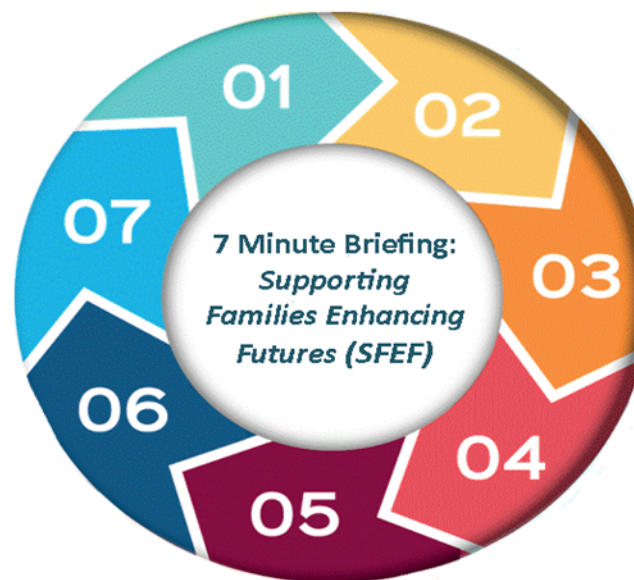 01
02
03
04
05
06
07
7 Minute Briefing:
Supporting
Families Enhancing
Futures (SFEF)